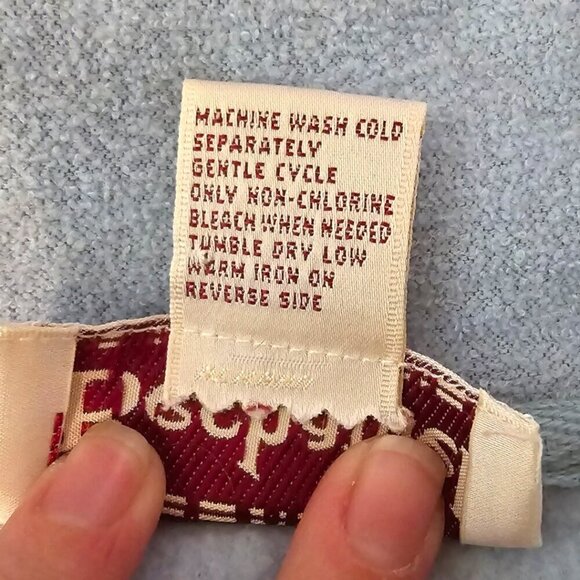 MACHINE WASH COLD
SEPARATELY
GENTLE CYCLE
ONLY NON-CHLORINE
BLEACH WHEN NEEDED
TUMBLE DRY LOW
WARM IRON ON
REVERSE SIDE